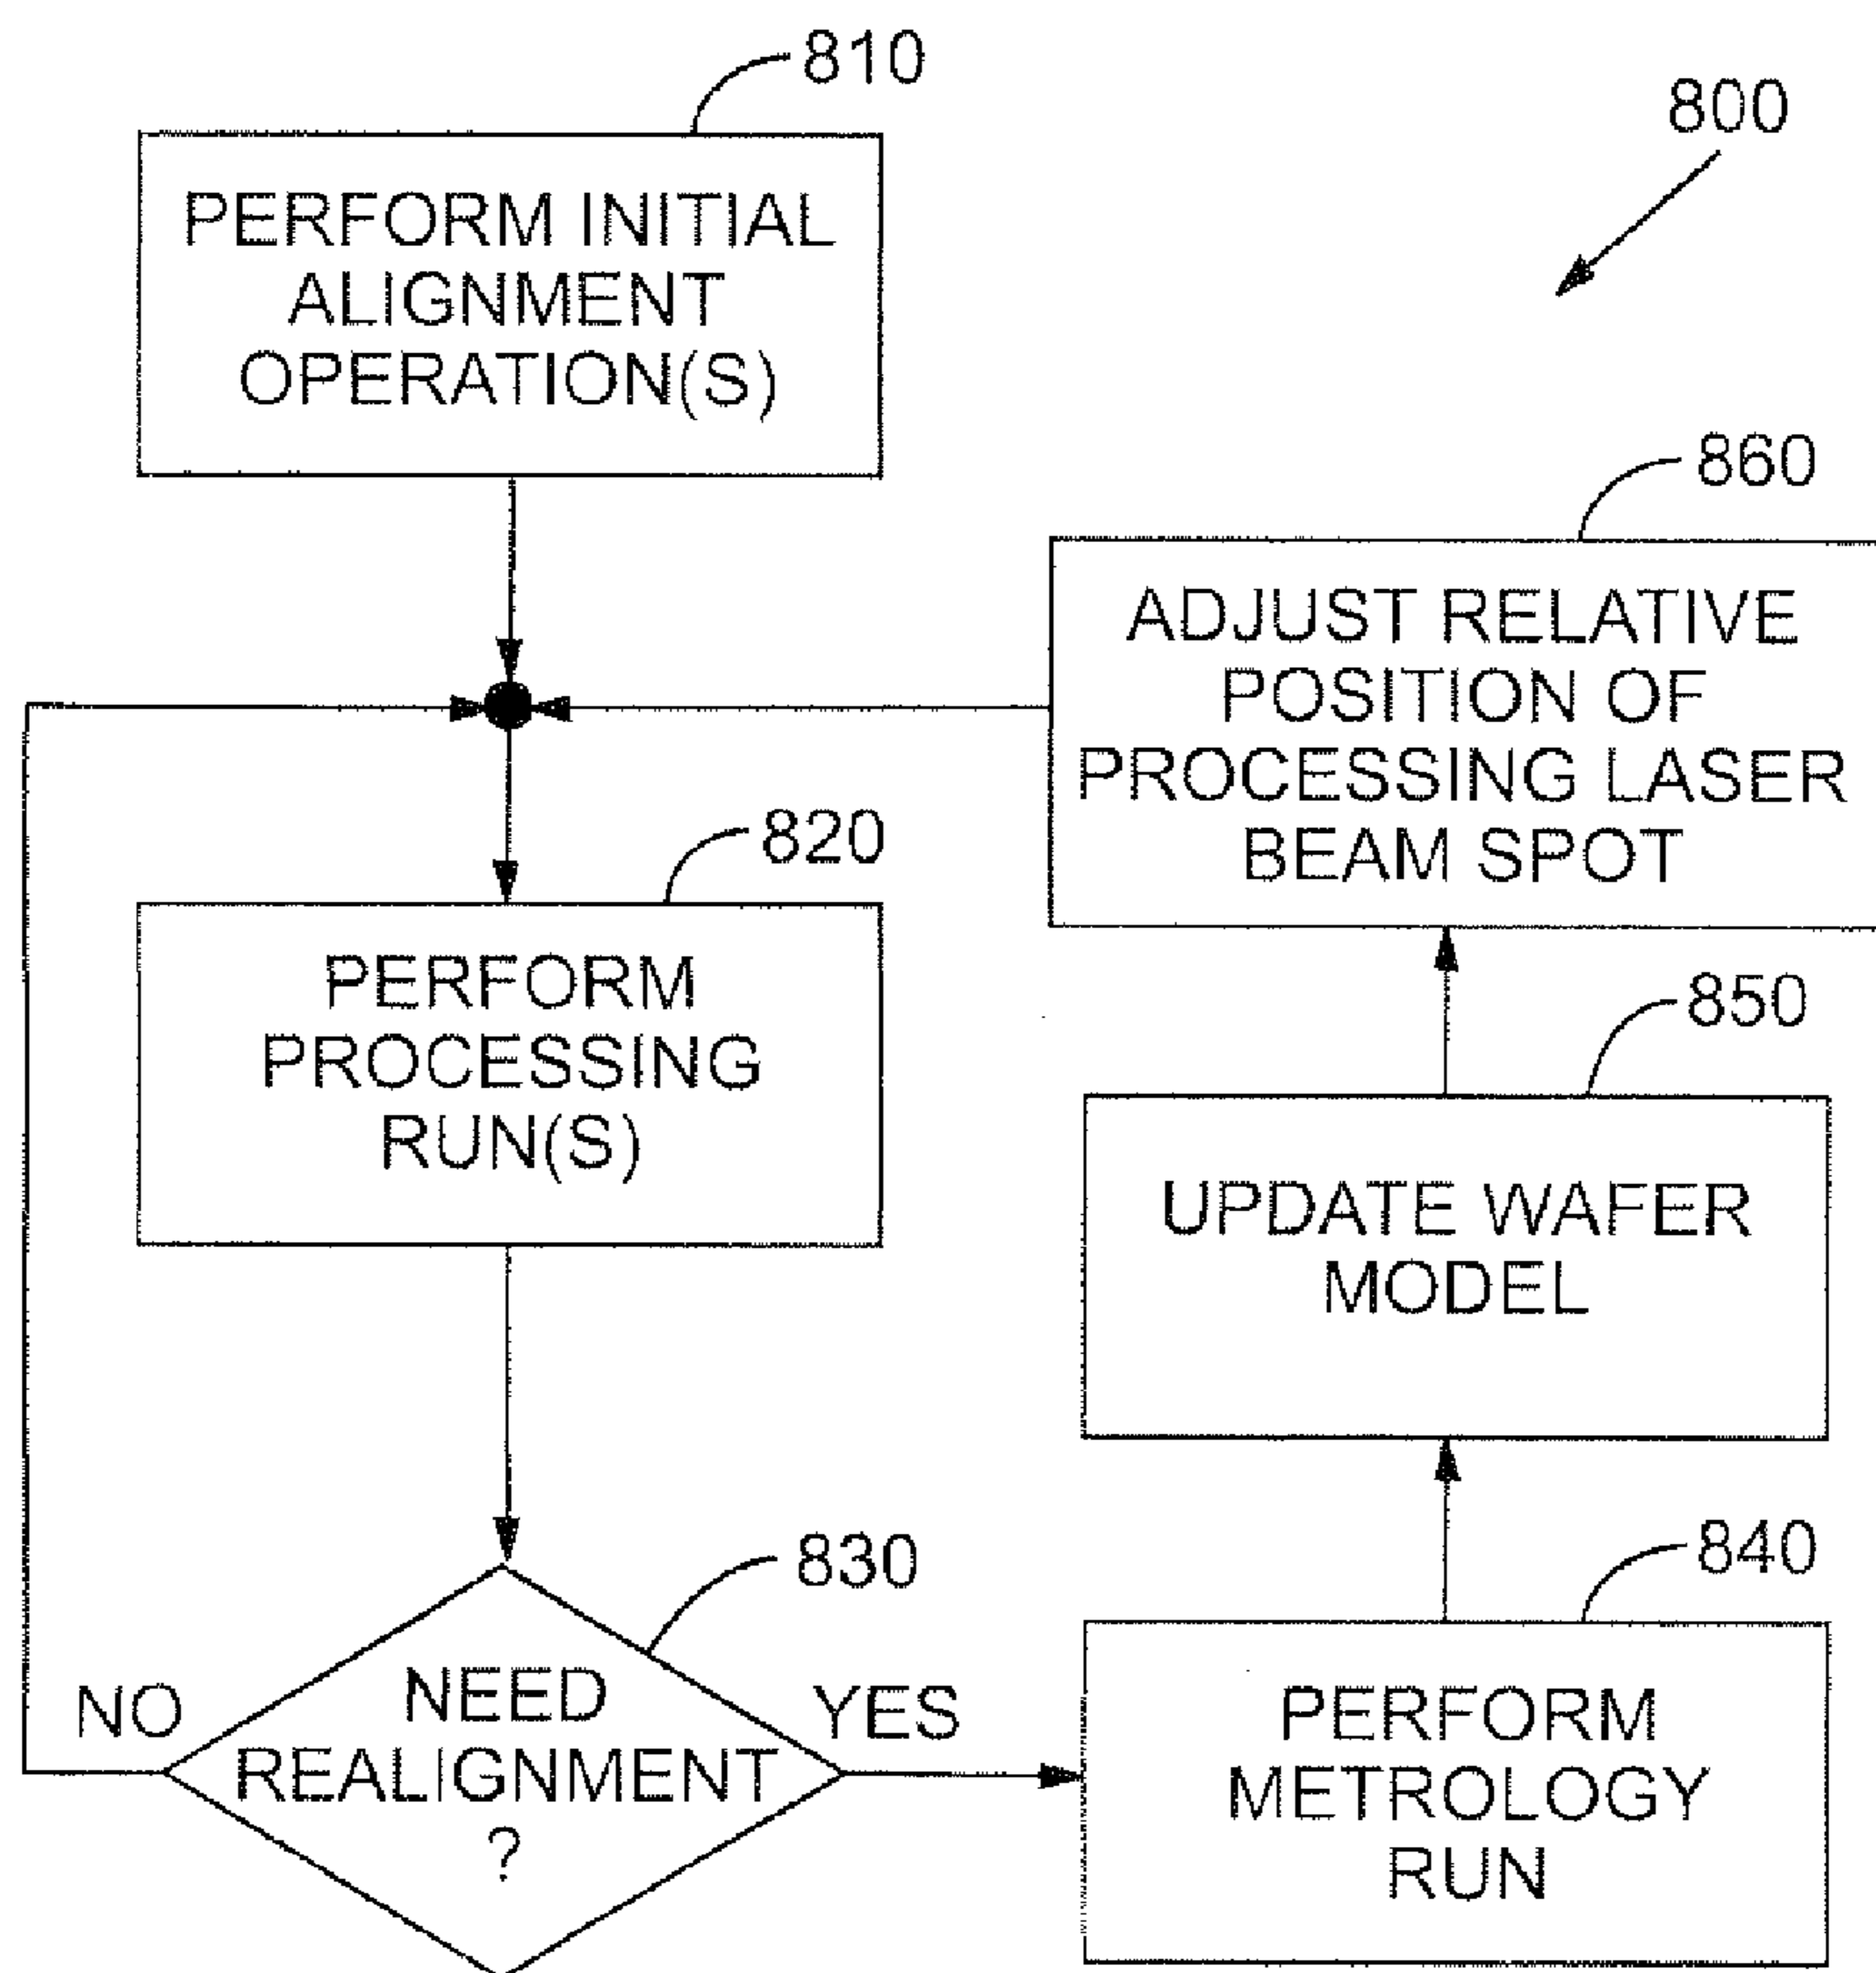 810
800
PERFORM INITIAL
ALIGNMENT
OPERATION(S)
860
ADJUST RELATIVE
POSITION OF
PROCESSING LASER
BEAM SPOT
820
PERFORM
PROCESSING
RUN(S)
850
UPDATE WAFER
MODEL
830
840
NO
NEED
REALIGNMENT
?
YES
PERFORM
METROLOGY
RUN